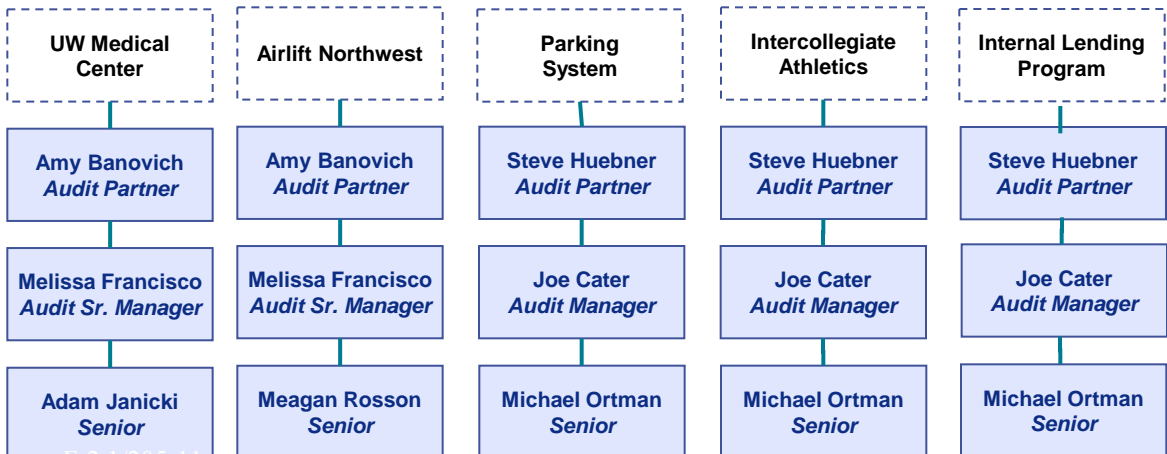 UW Medical
Center
Airlift Northwest
Parking
System
Intercollegiate
Athletics
Internal Lending
Program
Amy Banovich
Audit Partner
Amy Banovich
Audit Partner
Steve Huebner
Audit Partner
Steve Huebner
Audit Partner
Steve Huebner
Audit Partner
Melissa Francisco
Audit Sr. Manager
Melissa Francisco
Audit Sr. Manager
Joe Cater
Audit Manager
Joe Cater
Audit Manager
Joe Cater
Audit Manager
Adam Janicki
Senior
Meagan Rosson
Senior
Michael Ortman
Senior
Michael Ortman
Senior
Michael Ortman
Senior